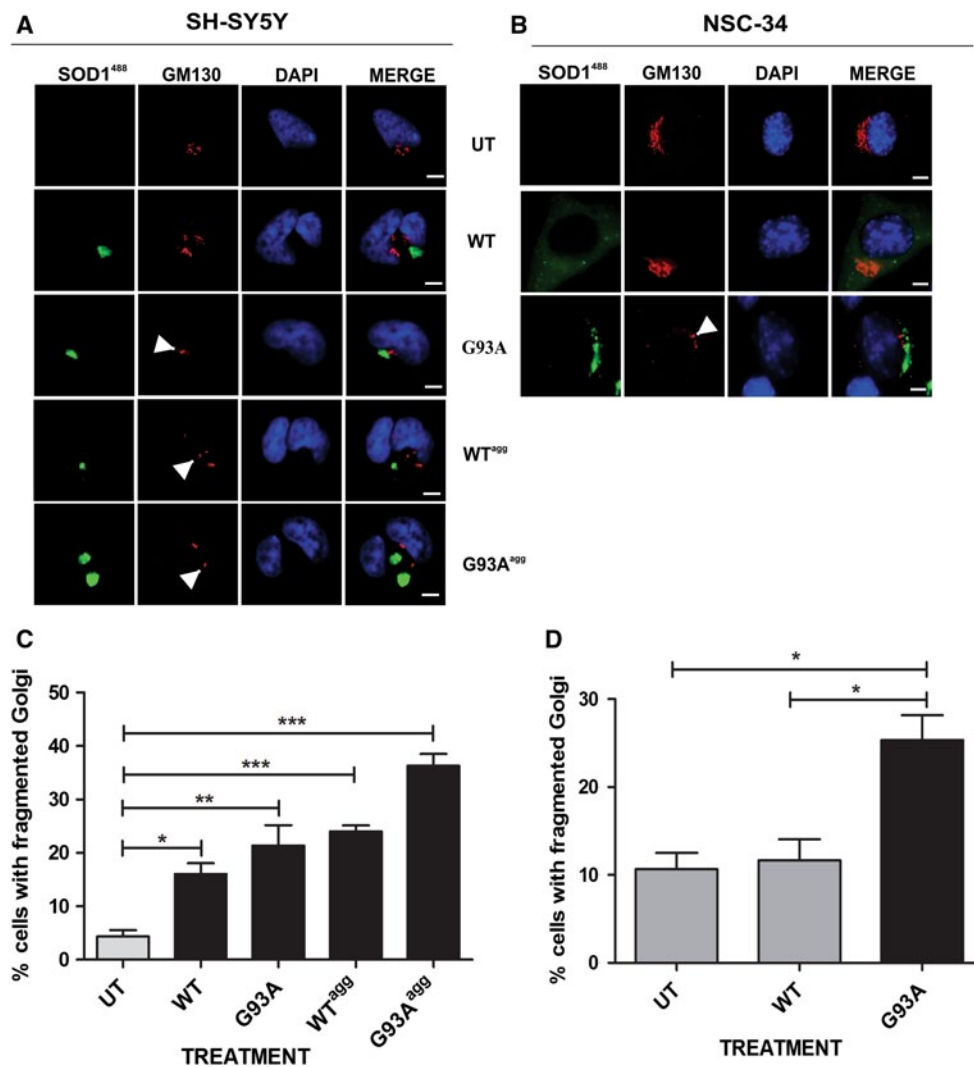 A
SH-SY5Y
SOD1⁴⁸⁸ GM130 DAPI MERGE
UT
WT
G93A
WTᵃᵍᵍ
G93Aᵃᵍᵍ
B
NSC-34
SOD1⁴⁸⁸ GM130 DAPI MERGE
C
% cells with fragmented Golgi
50
40
30
20
10
0
***
***
**
*
UT WT G93A WTᵃᵍᵍ G93Aᵃᵍᵍ
TREATMENT
D
% cells with fragmented Golgi
30
20
10
0
*
*
UT WT G93A
TREATMENT